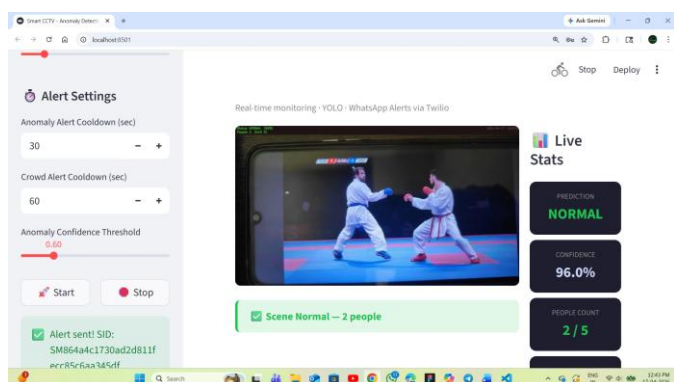 Smart CCTV - Anomaly Detect
Ask Gemini
localhost:8501
Stop
Deploy
Alert Settings
Anomaly Alert Cooldown (sec)
30
Crowd Alert Cooldown (sec)
60
Anomaly Confidence Threshold
0.60
Start
Stop
Alert sent! SID:
SM864a4c1730ad2d811f
ecc85c6aa345df
Real-time monitoring · YOLO · WhatsApp Alerts via Twilio
Scene Normal — 2 people
Live
Stats
PREDICTION
NORMAL
CONFIDENCE
96.0%
PEOPLE COUNT
2 / 5
Search
ENG
12:43 PM